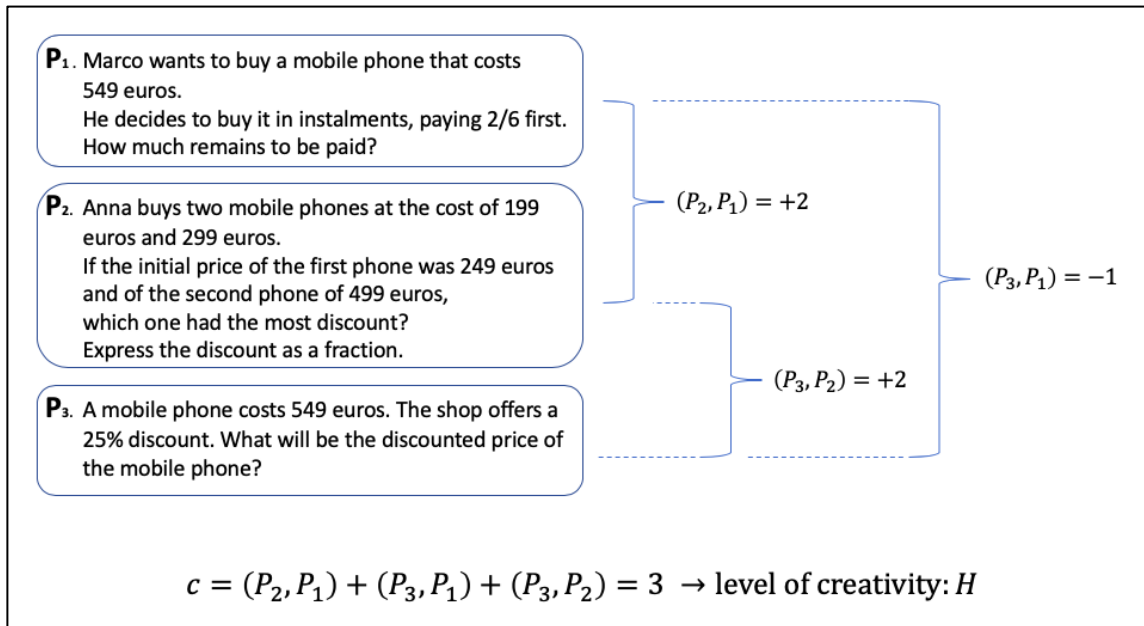 P₁. Marco wants to buy a mobile phone that costs
549 euros.
He decides to buy it in instalments, paying 2/6 first.
How much remains to be paid?
P₂. Anna buys two mobile phones at the cost of 199
euros and 299 euros.
If the initial price of the first phone was 249 euros
and of the second phone of 499 euros,
which one had the most discount?
Express the discount as a fraction.
P₃. A mobile phone costs 549 euros. The shop offers a
25% discount. What will be the discounted price of
the mobile phone?
(P₂, P₁) = +2
(P₃, P₁) = −1
(P₃, P₂) = +2
c = (P₂, P₁) + (P₃, P₁) + (P₃, P₂) = 3 → level of creativity: H